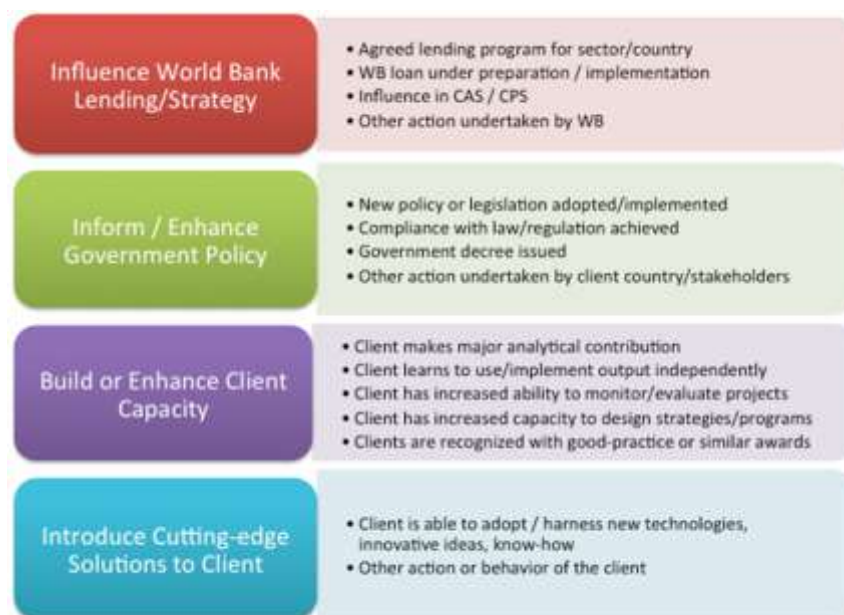 Influence World Bank
Lending/Strategy
• Agreed lending program for sector/country
• WB loan under preparation / implementation
• Influence in CAS / CPS
• Other action undertaken by WB
Inform / Enhance
Government Policy
• New policy or legislation adopted/implemented
• Compliance with law/regulation achieved
• Government decree issued
• Other action undertaken by client country/stakeholders
Build or Enhance Client
Capacity
• Client makes major analytical contribution
• Client learns to use/implement output independently
• Client has increased ability to monitor/evaluate projects
• Client has increased capacity to design strategies/programs
• Clients are recognized with good-practice or similar awards
Introduce Cutting-edge
Solutions to Client
• Client is able to adopt / harness new technologies,
innovative ideas, know-how
• Other action or behavior of the client